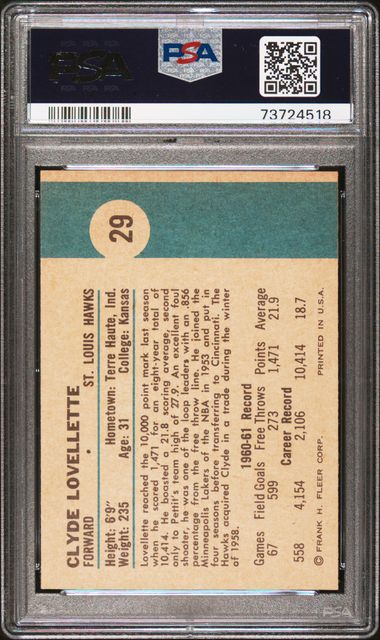 PSA
PSA
73724518
29
CLYDE LOVELLETTE
FORWARD • ST. LOUIS HAWKS
Height: 6'9" Hometown: Terre Haute, Ind.
Weight: 235 Age: 31 College: Kansas
Lovellette reached the 10,000 point mark last season
when he scored 1,471 for an eight-year total of
10,414. He boasted a 21.8 scoring average, second
only to Pettit's team high of 27.9. An excellent foul
shooter, he was one of the loop leaders with an .856
percentage from the free throw line. He joined the
Minneapolis Lakers of the NBA in 1953 and put in
four seasons before transferring to Cincinnati. The
Hawks acquired Clyde in a trade during the winter
of 1958.
1960-61 Record
Games Field Goals Free Throws Points Average
67 599 273 1,471 21.9
Career Record
558 4,154 2,106 10,414 18.7
© FRANK H. FLEER CORP. PRINTED IN U.S.A.
PSA